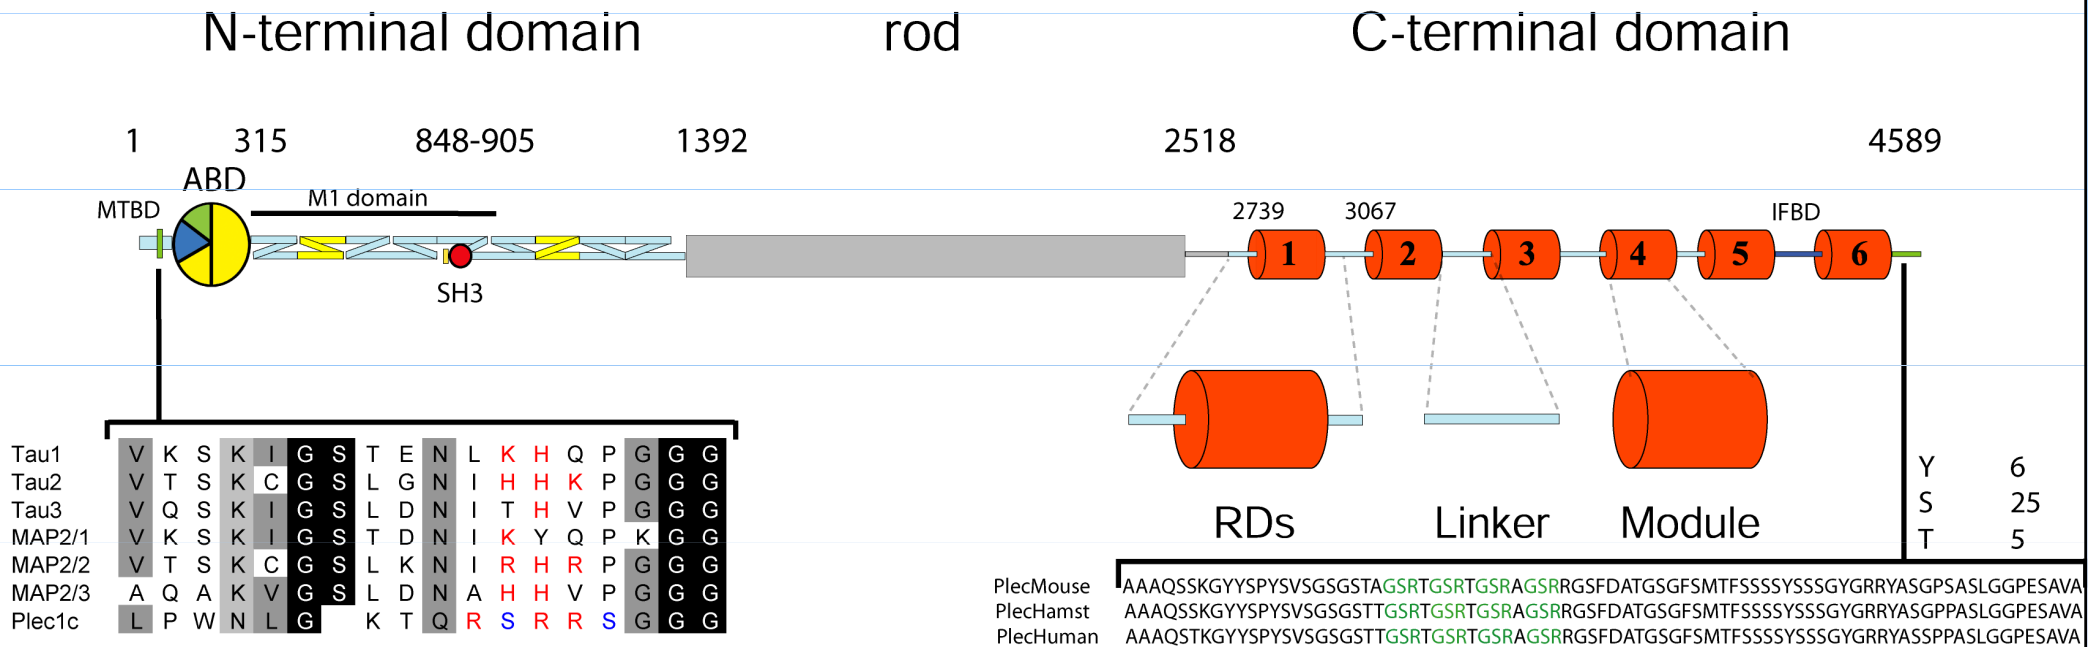 N-terminal domain rod C-terminal domain
1 315 848-905 1392 2518 4589
ABD
MTBD M1 domain 2739 3067 IFBD
1 2 3 4 5 6
SH3
Tau1 V K S K I G S T E N L K H Q P G G G
Tau2 V T S K C G S L G N I H H K P G G G
Tau3 V Q S K I G S L D N I T H V P G G G
MAP2/1 V K S K I G S T D N I K Y Q P K G G
MAP2/2 V T S K C G S L K N I R H R P G G G
MAP2/3 A Q A K V G S L D N A H H V P G G G
Plec1c L P W N L G K T Q R S R R S G G G
RDs Linker Module
Y 6
S 25
T 5
PlecMouse AAAQSSKGYYSPYSVSGSGSTAGSRTGSRTGSRAGSRRGSFDATGSGFSMTFSSSSYSSSGYGRRYASGPSASLGGPESAVA
PlecHamst AAAQSSKGYYSPYSVSGSGSTTGSRTGSRTGSRAGSRRGSFDATGSGFSMTFSSSSYSSSGYGRRYASGPPASLGGPESAVA
PlecHuman AAAQSTKGYYSPYSVSGSGSTTGSRTGSRTGSRAGSRRGSFDATGSGFSMTFSSSSYSSSGYGRRYASSPPASLGGPESAVA